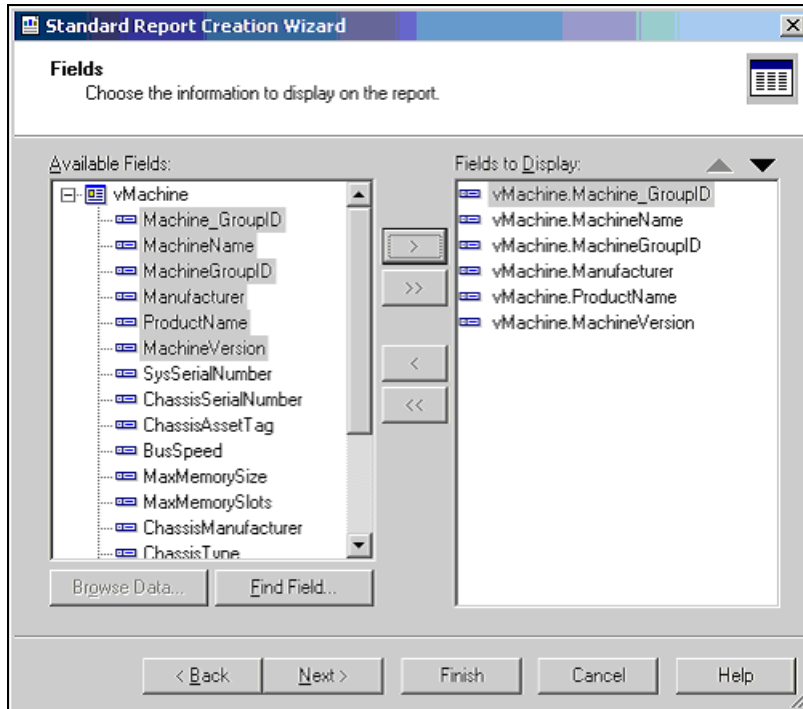 Standard Report Creation Wizard
Fields
Choose the information to display on the report.
Available Fields:
vMachine
Machine_GroupID
MachineName
MachineGroupID
Manufacturer
ProductName
MachineVersion
SysSerialNumber
ChassisSerialNumber
ChassisAssetTag
BusSpeed
MaxMemorySize
MaxMemorySlots
ChassisManufacturer
ChassisType
>
>>
<
<<
Fields to Display:
vMachine.Machine_GroupID
vMachine.MachineName
vMachine.MachineGroupID
vMachine.Manufacturer
vMachine.ProductName
vMachine.MachineVersion
Browse Data...
Find Field...
< Back
Next >
Finish
Cancel
Help